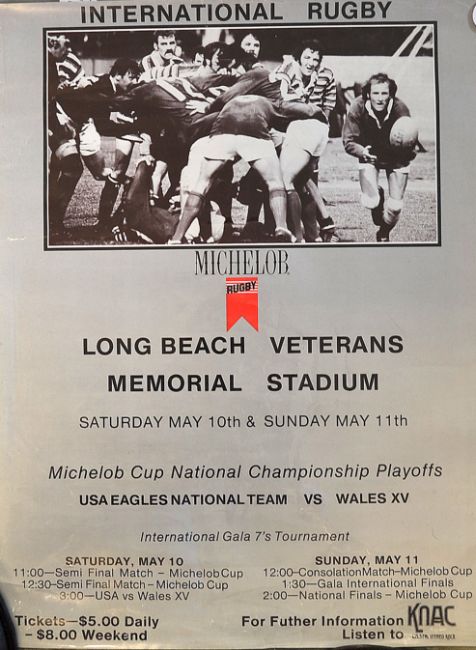 INTERNATIONAL RUGBY
MICHELOB
RUGBY
LONG BEACH VETERANS
MEMORIAL STADIUM
SATURDAY MAY 10th & SUNDAY MAY 11th
Michelob Cup National Championship Playoffs
USA EAGLES NATIONAL TEAM VS WALES XV
International Gala 7's Tournament
SATURDAY, MAY 10
11:00—Semi Final Match - Michelob Cup
12:30-Semi Final Match-Michelob Cup
3:00—USA vs Wales XV
SUNDAY, MAY 11
12:00—ConsolationMatch-Michelob Cup
1:30—Gala International Finals
2:00—National Finals - Michelob Cup
Tickets—$5.00 Daily
- $8.00 Weekend
For Futher Information
Listen to KNAC